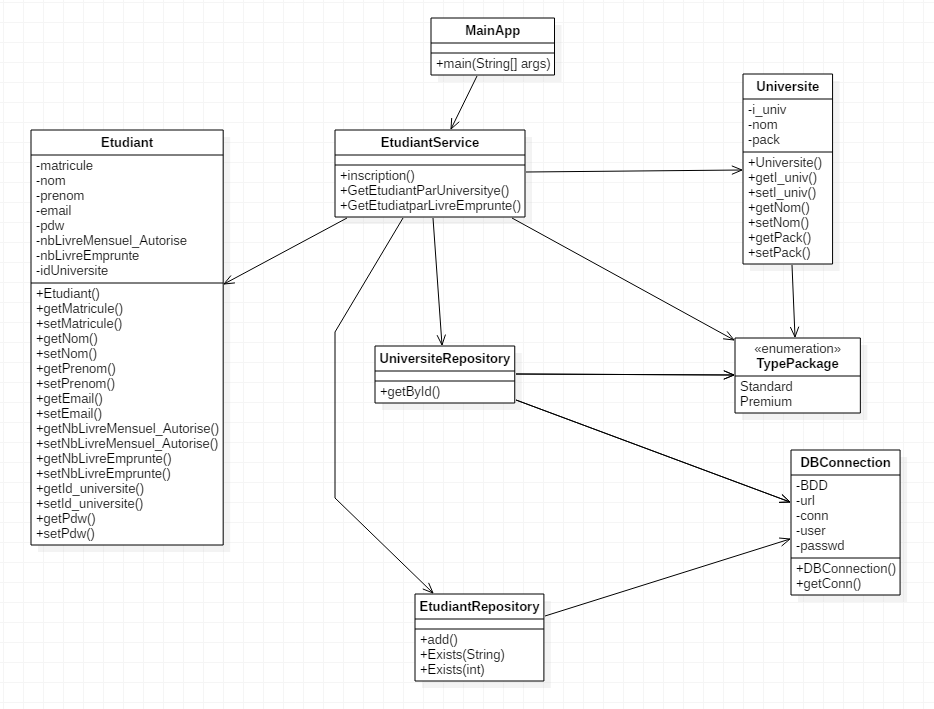 MainApp
+main(String[] args)
Universite
-i_univ
-nom
-pack
+Universite()
+getI_univ()
+setI_univ()
+getNom()
+setNom()
+getPack()
+setPack()
Etudiant
-matricule
-nom
-prenom
-email
-pdw
-nbLivreMensuel_Autorise
-nbLivreEmprunte
-idUniversite
+Etudiant()
+getMatricule()
+setMatricule()
+getNom()
+setNom()
+getPrenom()
+setPrenom()
+getEmail()
+setEmail()
+getNbLivreMensuel_Autorise()
+setNbLivreMensuel_Autorise()
+getNbLivreEmprunte()
+setNbLivreEmprunte()
+getId_universite()
+setId_universite()
+getPdw()
+setPdw()
EtudiantService
+inscription()
+GetEtudiantParUniversitye()
+GetEtudiatparLivreEmprunte()
UniversiteRepository
+getById()
«enumeration»
TypePackage
Standard
Premium
DBConnection
-BDD
-url
-conn
-user
-passwd
+DBConnection()
+getConn()
EtudiantRepository
+add()
+Exists(String)
+Exists(int)